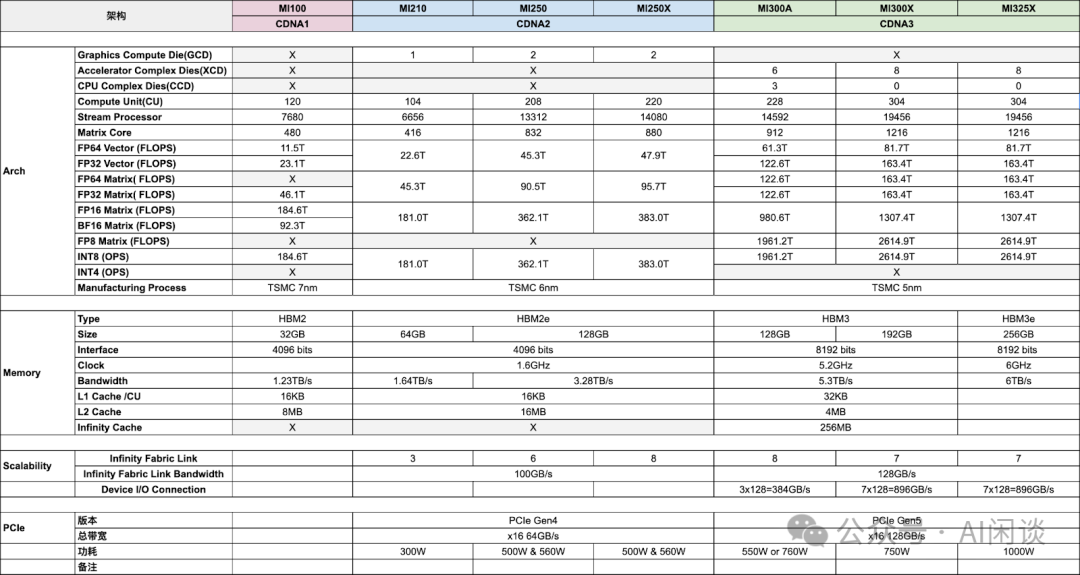 架构 MI100 MI210 MI250 MI250X MI300A MI300X MI325X
CDNA1 CDNA2 CDNA3
Arch
Graphics Compute Die(GCD) X 1 2 2 X
Accelerator Complex Dies(XCD) X X 6 8 8
CPU Complex Dies(CCD) X X 3 0 0
Compute Unit(CU) 120 104 208 220 228 304 304
Stream Processor 7680 6656 13312 14080 14592 19456 19456
Matrix Core 480 416 832 880 912 1216 1216
FP64 Vector (FLOPS) 11.5T 22.6T 45.3T 47.9T 61.3T 81.7T 81.7T
FP32 Vector (FLOPS) 23.1T 122.6T 163.4T 163.4T
FP64 Matrix( FLOPS) X 45.3T 90.5T 95.7T 122.6T 163.4T 163.4T
FP32 Matrix( FLOPS) 46.1T 122.6T 163.4T 163.4T
FP16 Matrix (FLOPS) 184.6T 181.0T 362.1T 383.0T 980.6T 1307.4T 1307.4T
BF16 Matrix (FLOPS) 92.3T
FP8 Matrix (FLOPS) X X 1961.2T 2614.9T 2614.9T
INT8 (OPS) 184.6T 181.0T 362.1T 383.0T 1961.2T 2614.9T 2614.9T
INT4 (OPS) X X
Manufacturing Process TSMC 7nm TSMC 6nm TSMC 5nm
Memory
Type HBM2 HBM2e HBM3 HBM3e
Size 32GB 64GB 128GB 128GB 192GB 256GB
Interface 4096 bits 4096 bits 8192 bits 8192 bits
Clock 1.6GHz 5.2GHz 6GHz
Bandwidth 1.23TB/s 1.64TB/s 3.28TB/s 5.3TB/s 6TB/s
L1 Cache /CU 16KB 16KB 32KB
L2 Cache 8MB 16MB 4MB
Infinity Cache X X 256MB
Scalability
Infinity Fabric Link 3 6 8 8 7 7
Infinity Fabric Link Bandwidth 100GB/s 128GB/s
Device I/O Connection 3x128=384GB/s 7x128=896GB/s 7x128=896GB/s
PCIe
版本 PCIe Gen4 PCIe Gen5
总带宽 x16 64GB/s x16 128GB/s
功耗 300W 500W & 560W 500W & 560W 550W or 760W 750W 1000W
备注
公众号 · AI闲谈